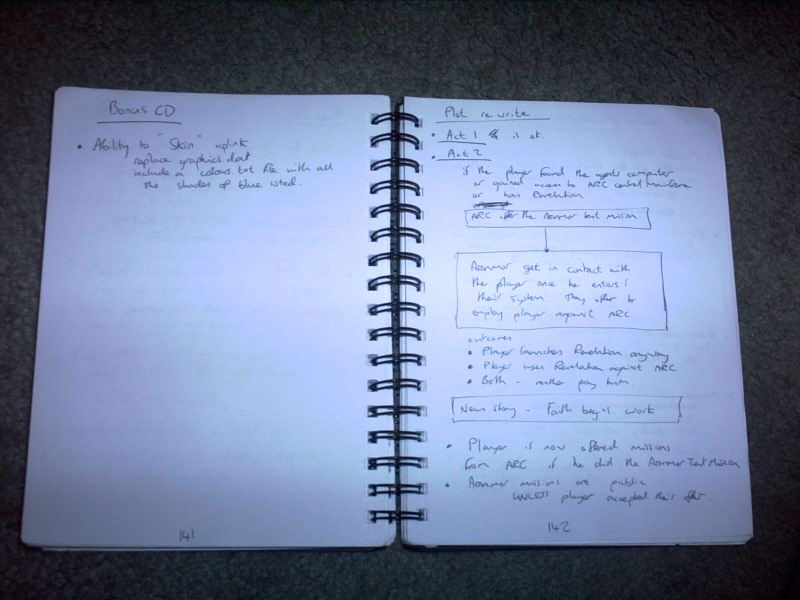 Bonus CD
• Ability to "Skin" uplink
replace graphics.dat
include a colours.txt file with all
the shades of blue listed.
141
Plot re write.
• Act 1 is ok.
• Act 2
if the player found the agents computer
or gained access to ARC central mainframe
or has Revelation
ARC offer the Arunmor test mission
Arunmor get in contact with
the player once he enters
their system. They offer to
employ player against ARC.
outcomes
• Player launches Revelation anyway
• Player uses Revelation against ARC
• Both - neither pay him.
News story - Faith begins work
• Player is now offered missions
from ARC if he did the Arunmor Test Mission
• Arunmor missions are public
UNLESS player accepted their offer
142